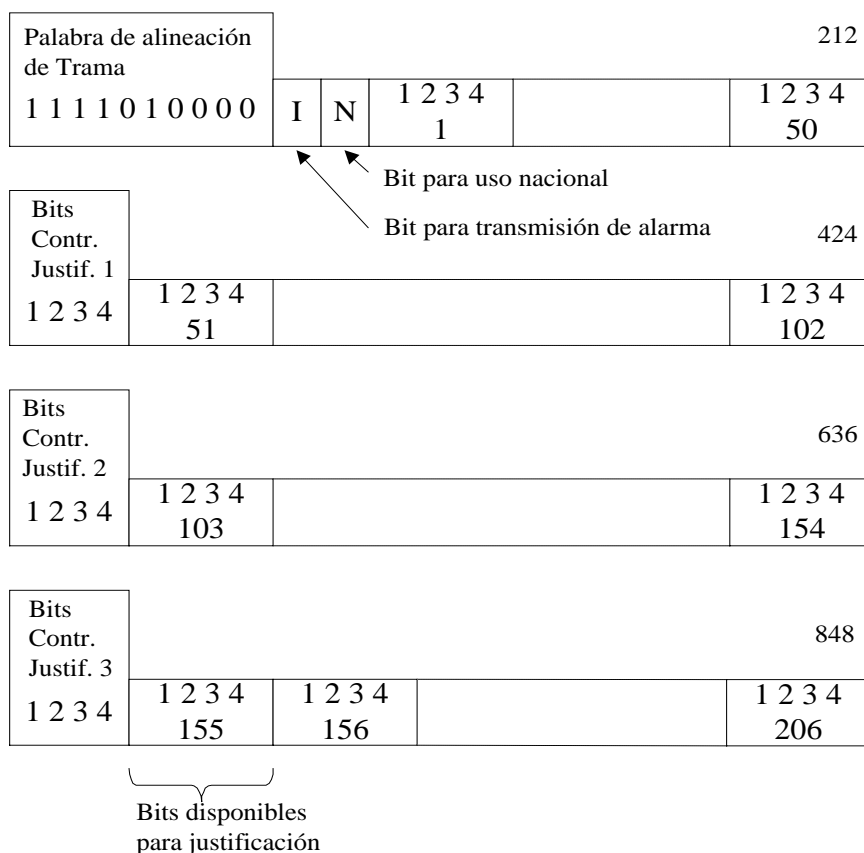 Palabra de alineación
de Trama
1 1 1 1 0 1 0 0 0 0
I
N
1 2 3 4
1
212
1 2 3 4
50
Bit para uso nacional
Bit para transmisión de alarma
Bits
Contr.
Justif. 1
1 2 3 4
1 2 3 4
51
424
1 2 3 4
102
Bits
Contr.
Justif. 2
1 2 3 4
1 2 3 4
103
636
1 2 3 4
154
Bits
Contr.
Justif. 3
1 2 3 4
1 2 3 4
155
1 2 3 4
156
848
1 2 3 4
206
Bits disponibles
para justificación